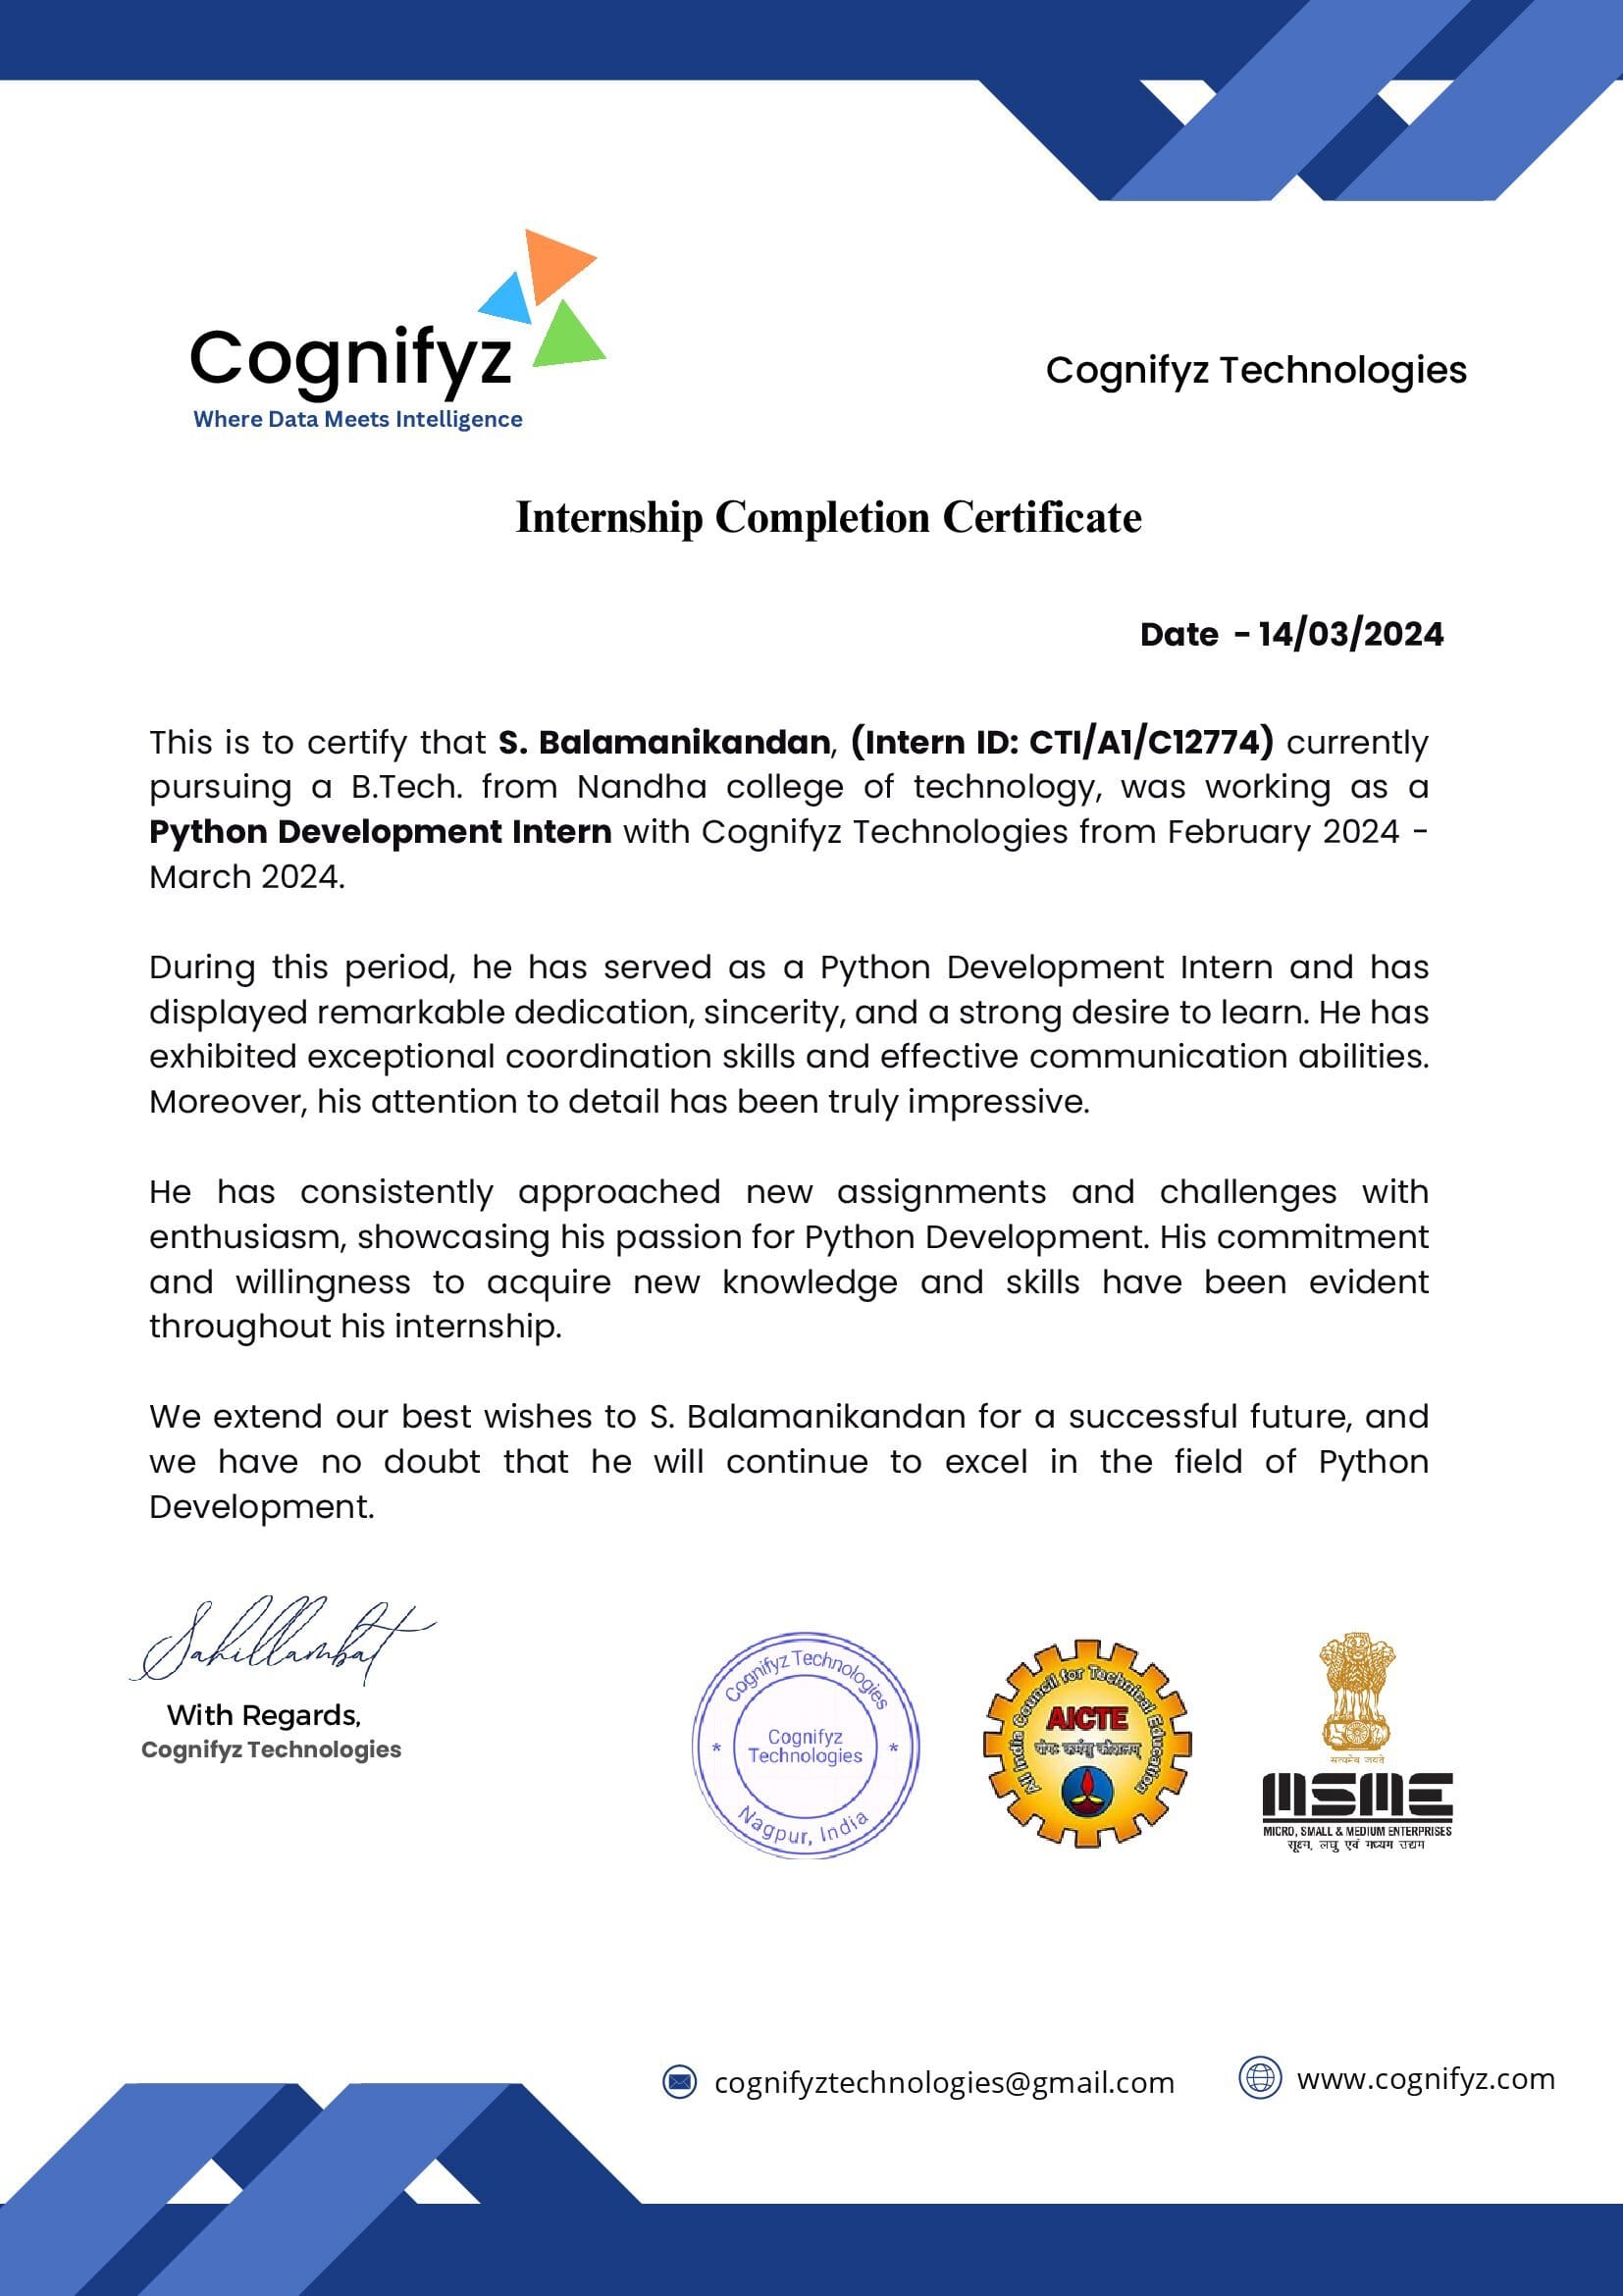 Cognifyz
Where Data Meets Intelligence
Cognifyz Technologies
Internship Completion Certificate
Date - 14/03/2024
This is to certify that S. Balamanikandan, (Intern ID: CTI/A1/C12774) currently
pursuing a B.Tech. from Nandha college of technology, was working as a
Python Development Intern with Cognifyz Technologies from February 2024 -
March 2024.
During this period, he has served as a Python Development Intern and has
displayed remarkable dedication, sincerity, and a strong desire to learn. He has
exhibited exceptional coordination skills and effective communication abilities.
Moreover, his attention to detail has been truly impressive.
He has consistently approached new assignments and challenges with
enthusiasm, showcasing his passion for Python Development. His commitment
and willingness to acquire new knowledge and skills have been evident
throughout his internship.
We extend our best wishes to S. Balamanikandan for a successful future, and
we have no doubt that he will continue to excel in the field of Python
Development.
With Regards,
Cognifyz Technologies
Cognifyz Technologies
Cognifyz
Technologies
* *
Nagpur, India
All India Council for Technical Education
AICTE
योगः कर्मसु कौशलम्
सत्यमेव जयते
MSME
MICRO, SMALL & MEDIUM ENTERPRISES
सूक्ष्म, लघु एवं मध्यम उद्यम
cognifyztechnologies@gmail.com
www.cognifyz.com